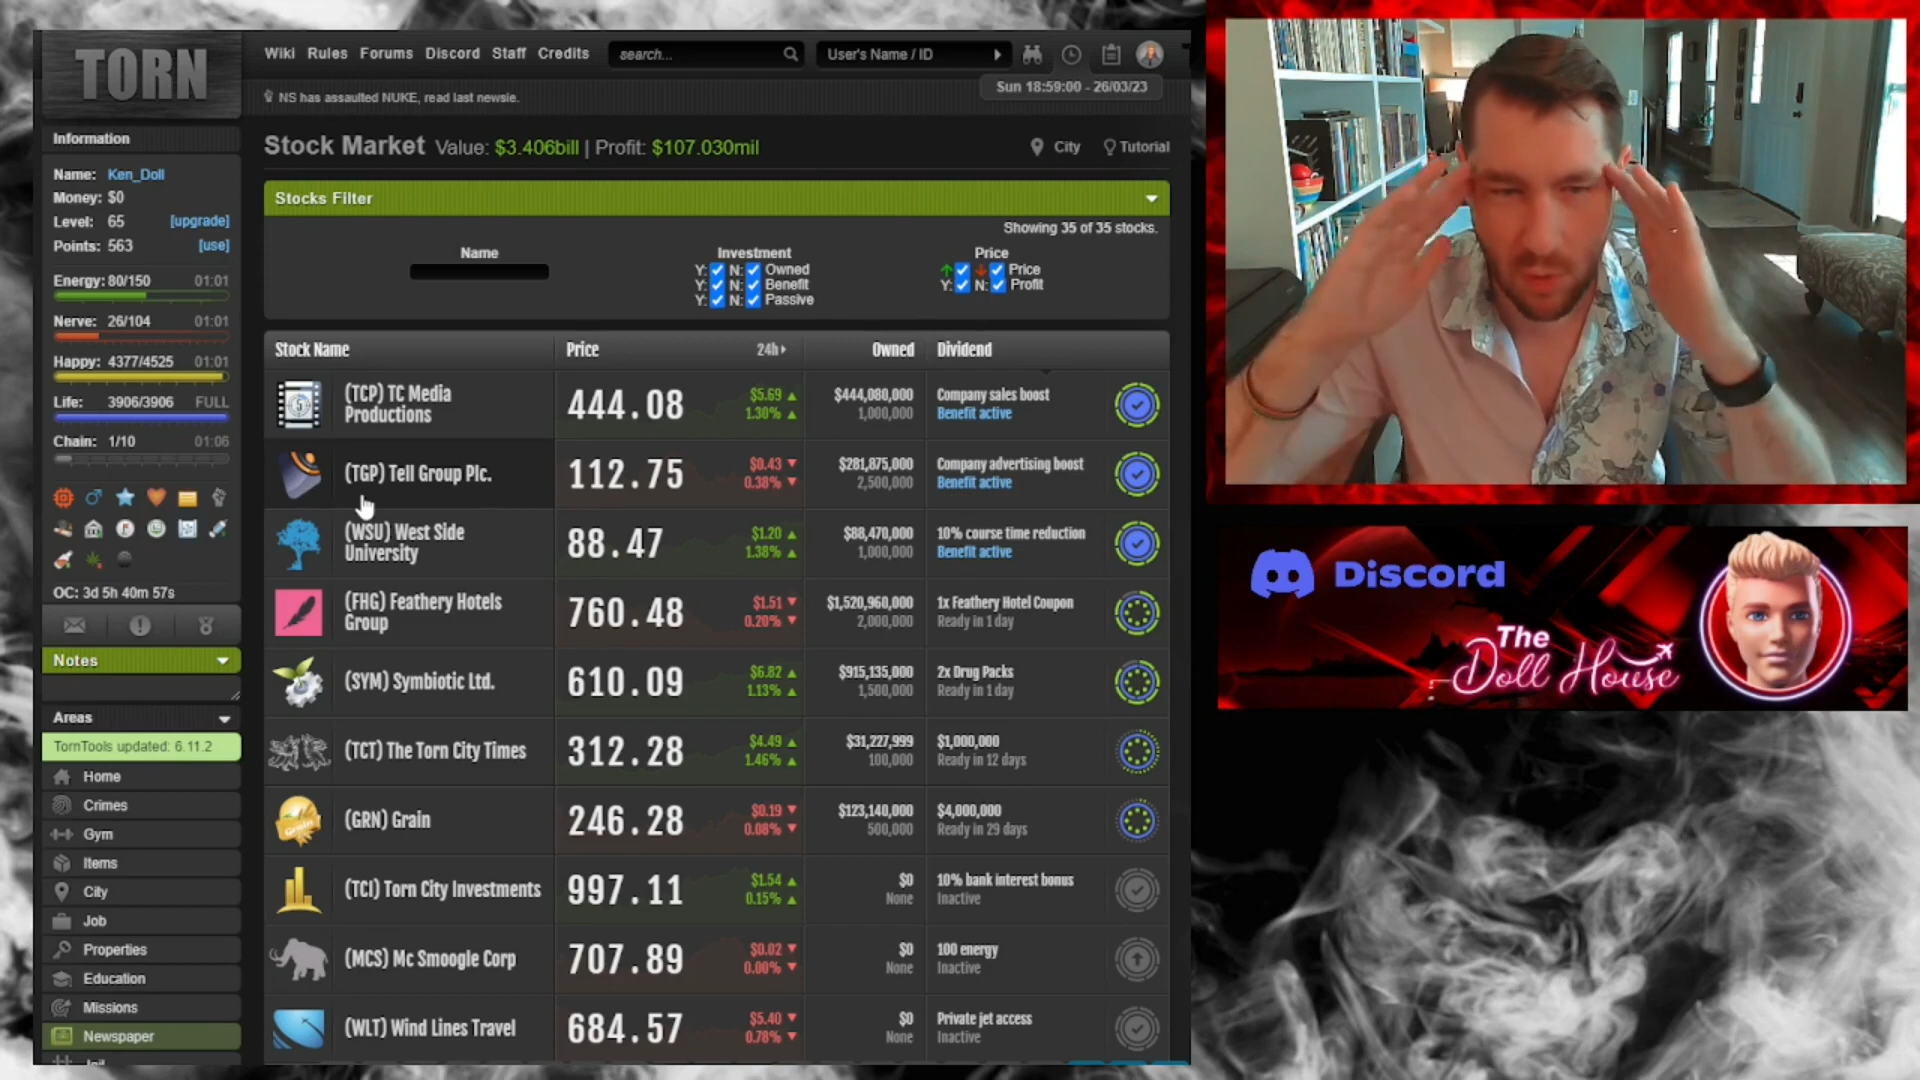 TORN
Wiki Rules Forums Discord Staff Credits
search...
User's Name / ID
Sun 18:59:00 - 26/03/23
NS has assaulted NUKE, read last newsie.
Information
Name: Ken_Doll
Money: $0
Level: 65 [upgrade]
Points: 563 [use]
Energy: 80/150 01:01
Nerve: 26/104 01:01
Happy: 4377/4525 01:01
Life: 3906/3906 FULL
Chain: 1/10 01:06
OC: 3d 5h 40m 57s
Notes
Areas
TornTools updated: 6.11.2
Home
Crimes
Gym
Items
City
Job
Properties
Education
Missions
Newspaper
Jail
Stock Market Value: $3.406bill | Profit: $107.030mil
City Tutorial
Stocks Filter
Showing 35 of 35 stocks.
Name Investment Price
Y: N: Owned Price
Y: N: Benefit Y: N: Profit
Y: N: Passive
Stock Name Price 24h Owned Dividend
(TCP) TC Media Productions 444.08 $5.69 1.30% $444,080,000 1,000,000 Company sales boost Benefit active
(TGP) Tell Group Plc. 112.75 $0.43 0.38% $281,875,000 2,500,000 Company advertising boost Benefit active
(WSU) West Side University 88.47 $1.20 1.38% $88,470,000 1,000,000 10% course time reduction Benefit active
(FHG) Feathery Hotels Group 760.48 $1.51 0.20% $1,520,960,000 2,000,000 1x Feathery Hotel Coupon Ready in 1 day
(SYM) Symbiotic Ltd. 610.09 $6.82 1.13% $915,135,000 1,500,000 2x Drug Packs Ready in 1 day
(TCT) The Torn City Times 312.28 $4.49 1.46% $31,227,999 100,000 $1,000,000 Ready in 12 days
(GRN) Grain 246.28 $0.19 0.08% $123,140,000 500,000 $4,000,000 Ready in 29 days
(TCI) Torn City Investments 997.11 $1.54 0.15% $0 None 10% bank interest bonus Inactive
(MCS) Mc Smoogle Corp 707.89 $0.02 0.00% $0 None 100 energy Inactive
(WLT) Wind Lines Travel 684.57 $5.40 0.78% $0 None Private jet access Inactive
Discord
The
Doll House